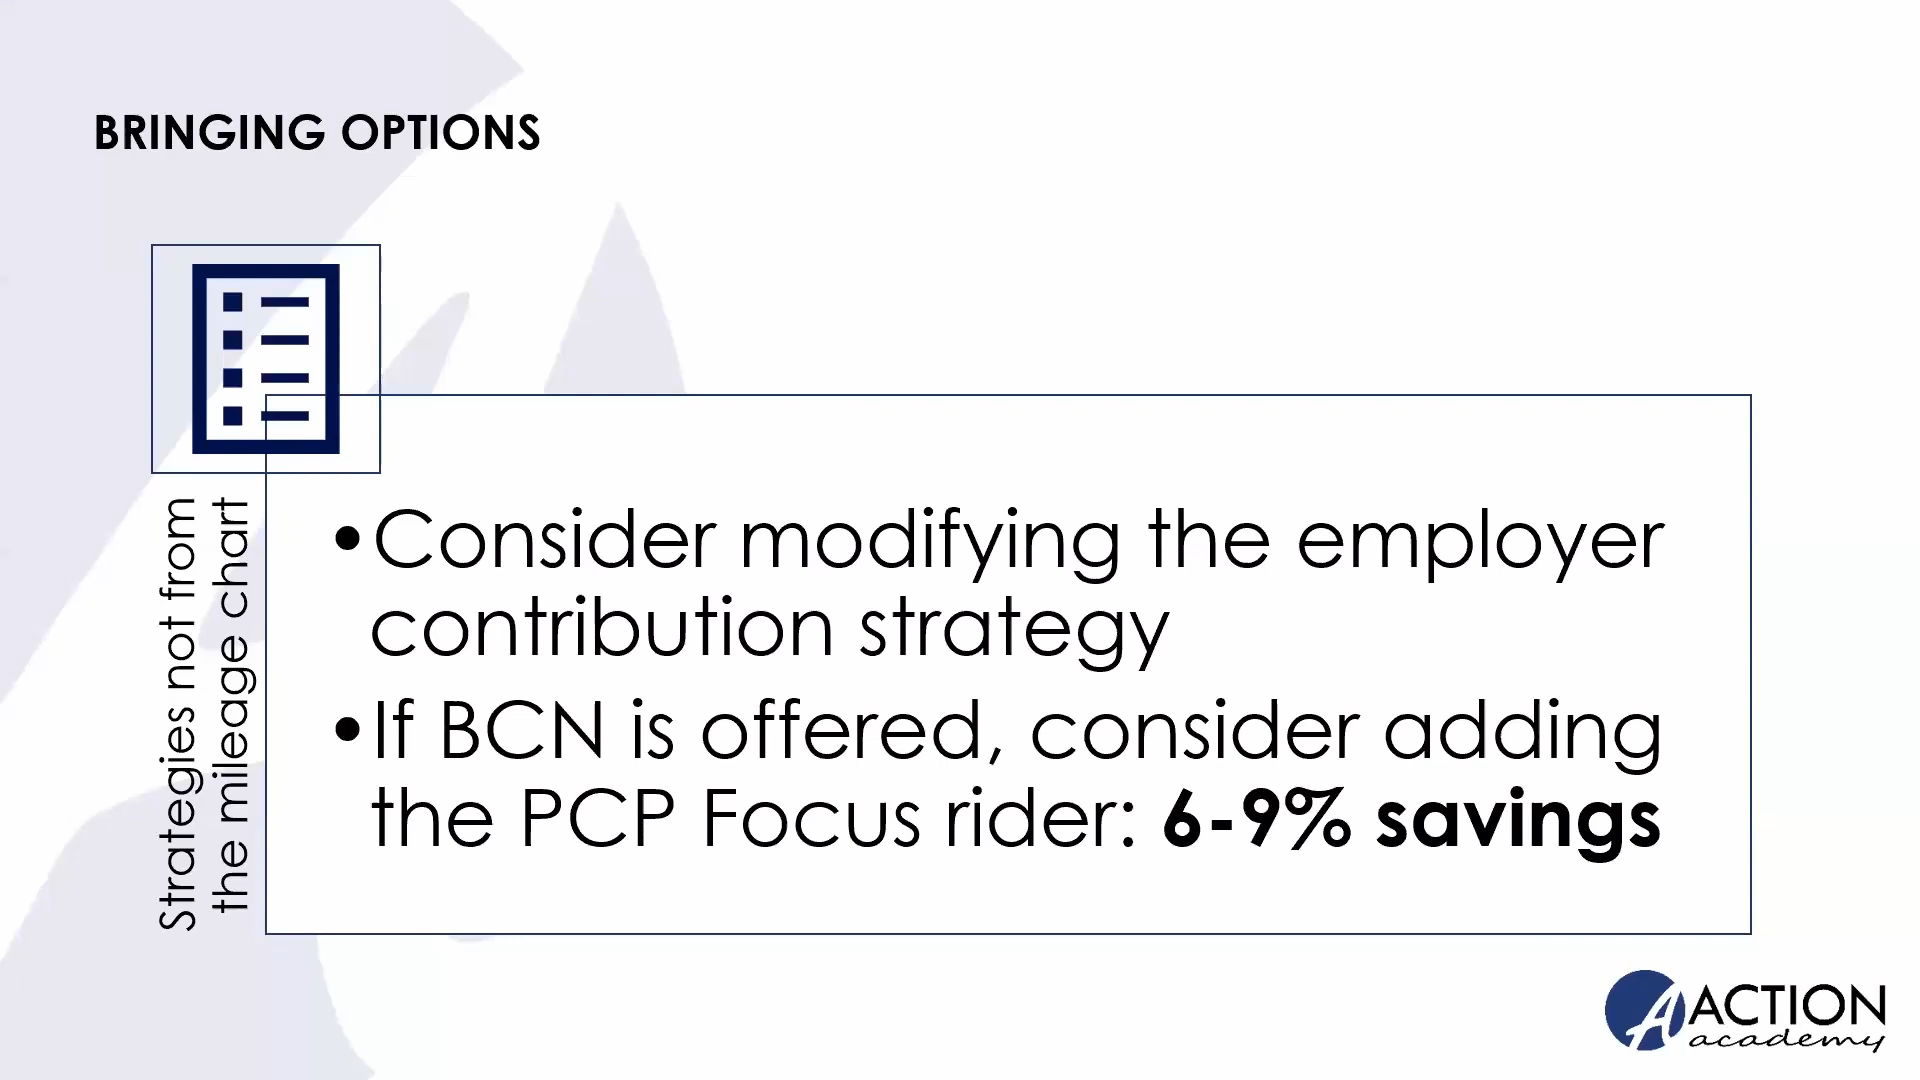 BRINGING OPTIONS
Strategies not from
the mileage chart
•Consider modifying the employer
contribution strategy
•If BCN is offered, consider adding
the PCP Focus rider: 6-9% savings
A ACTION
academy